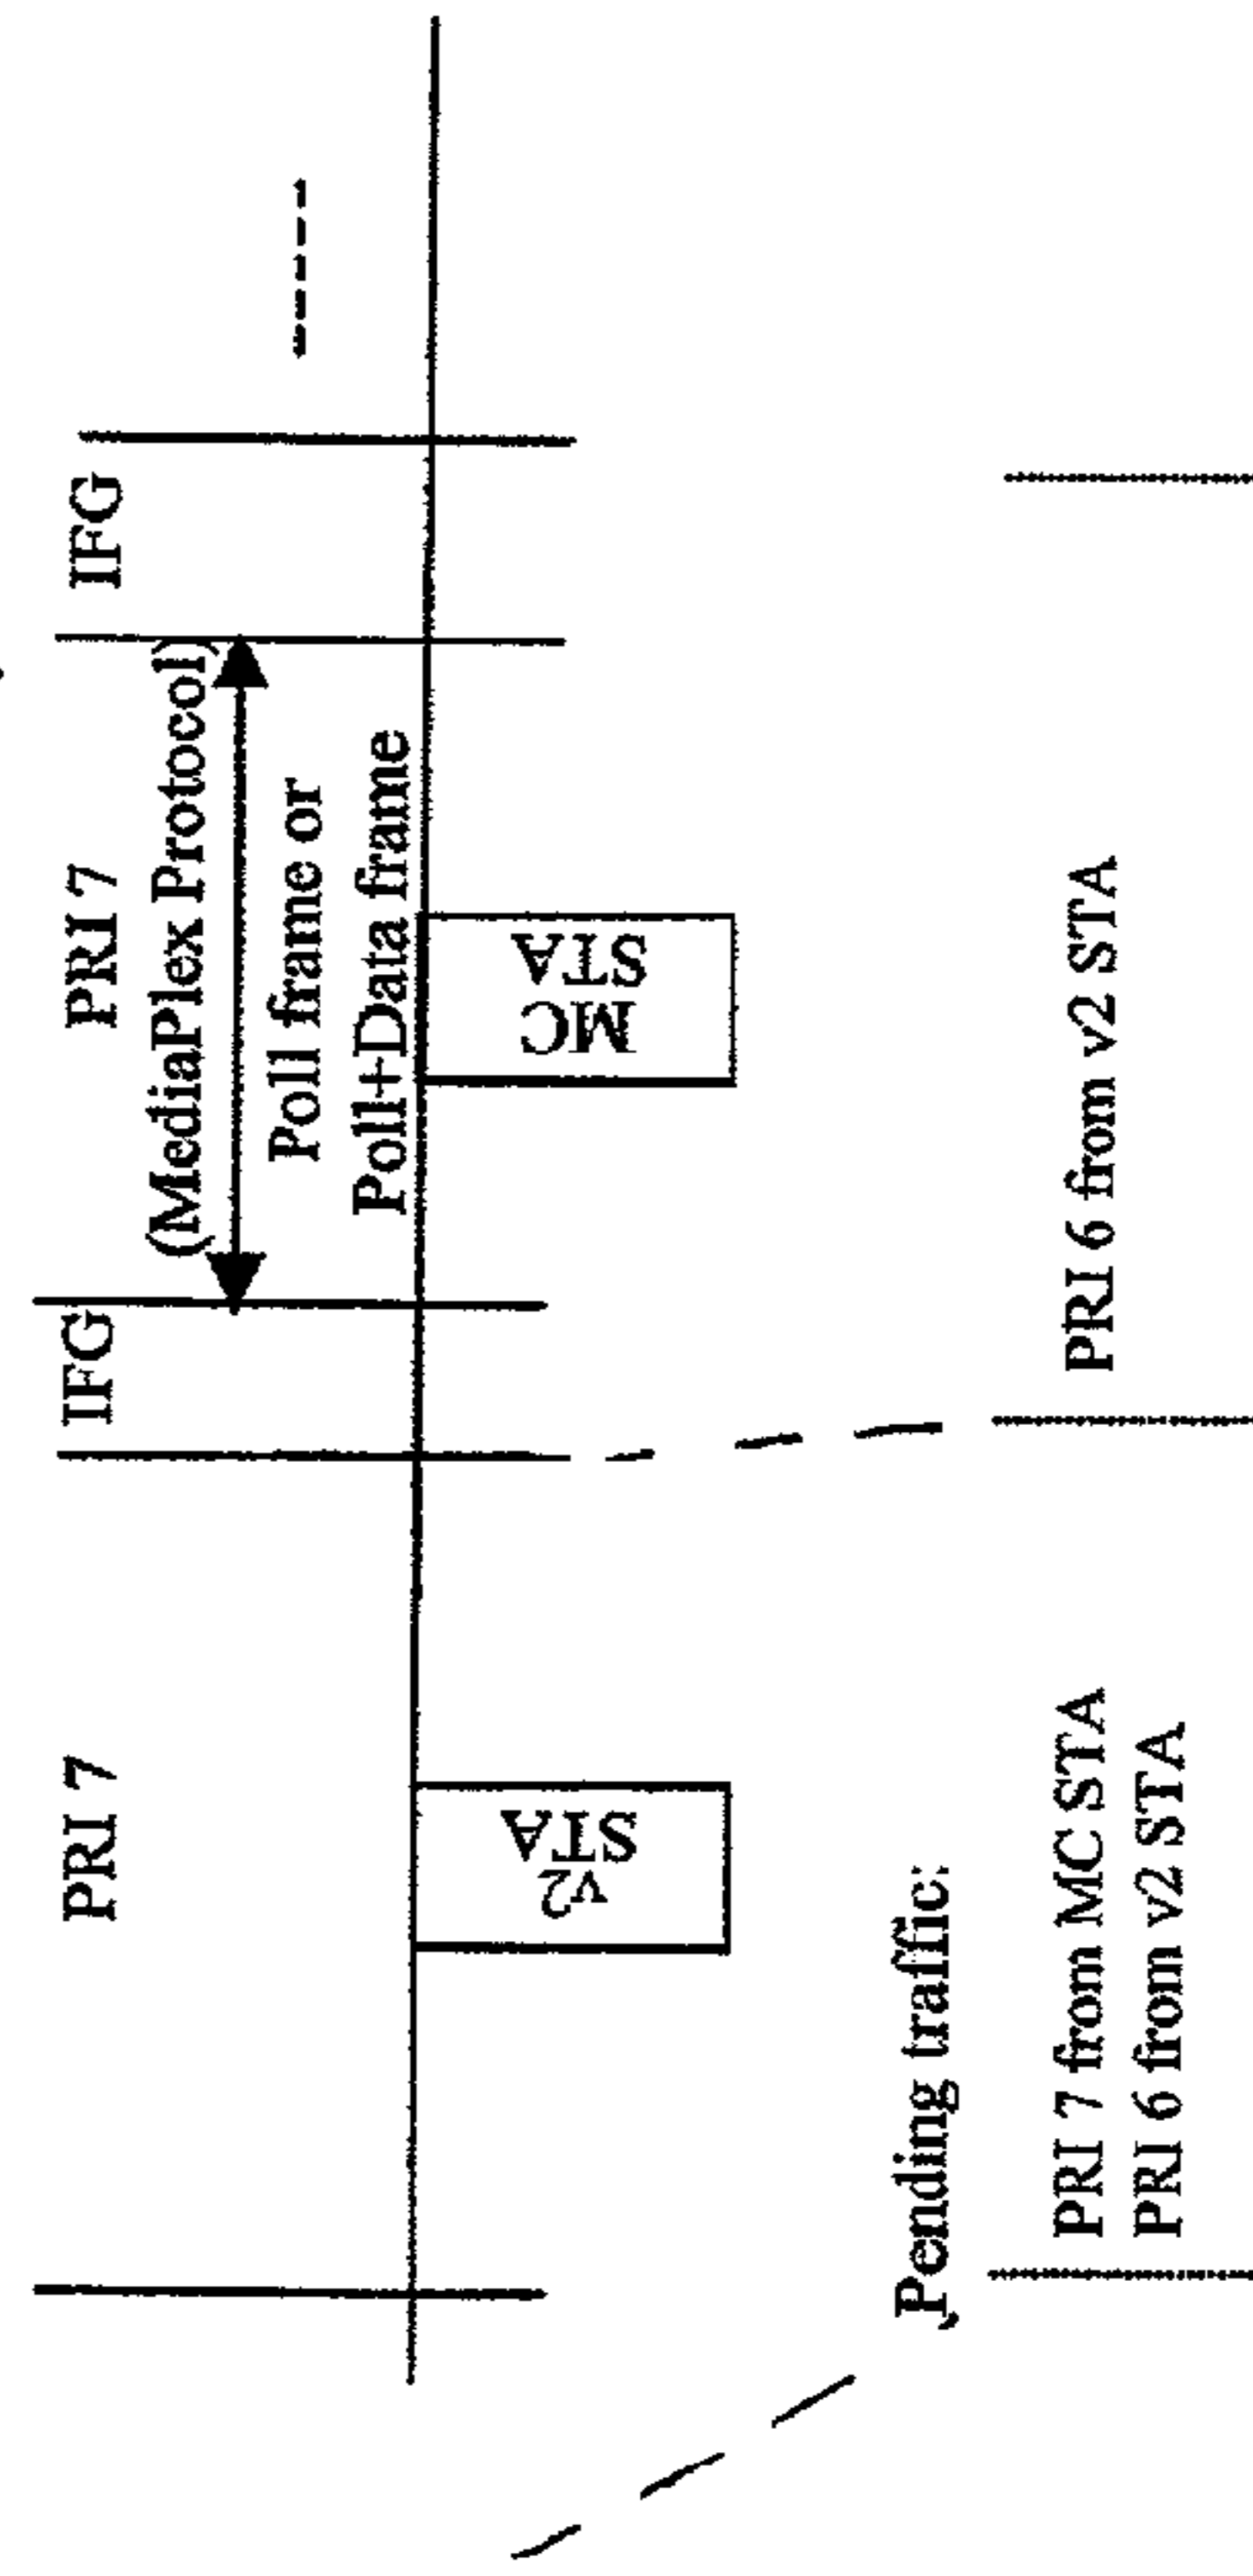 PRI 7
IFG
PRI 7
(MediaPlex Protocol)
IFG
Poll frame or
Poll+Data frame
v2
STA
MC
STA
Pending traffic:
PRI 7 from MC STA
PRI 6 from v2 STA
PRI 6 from v2 STA